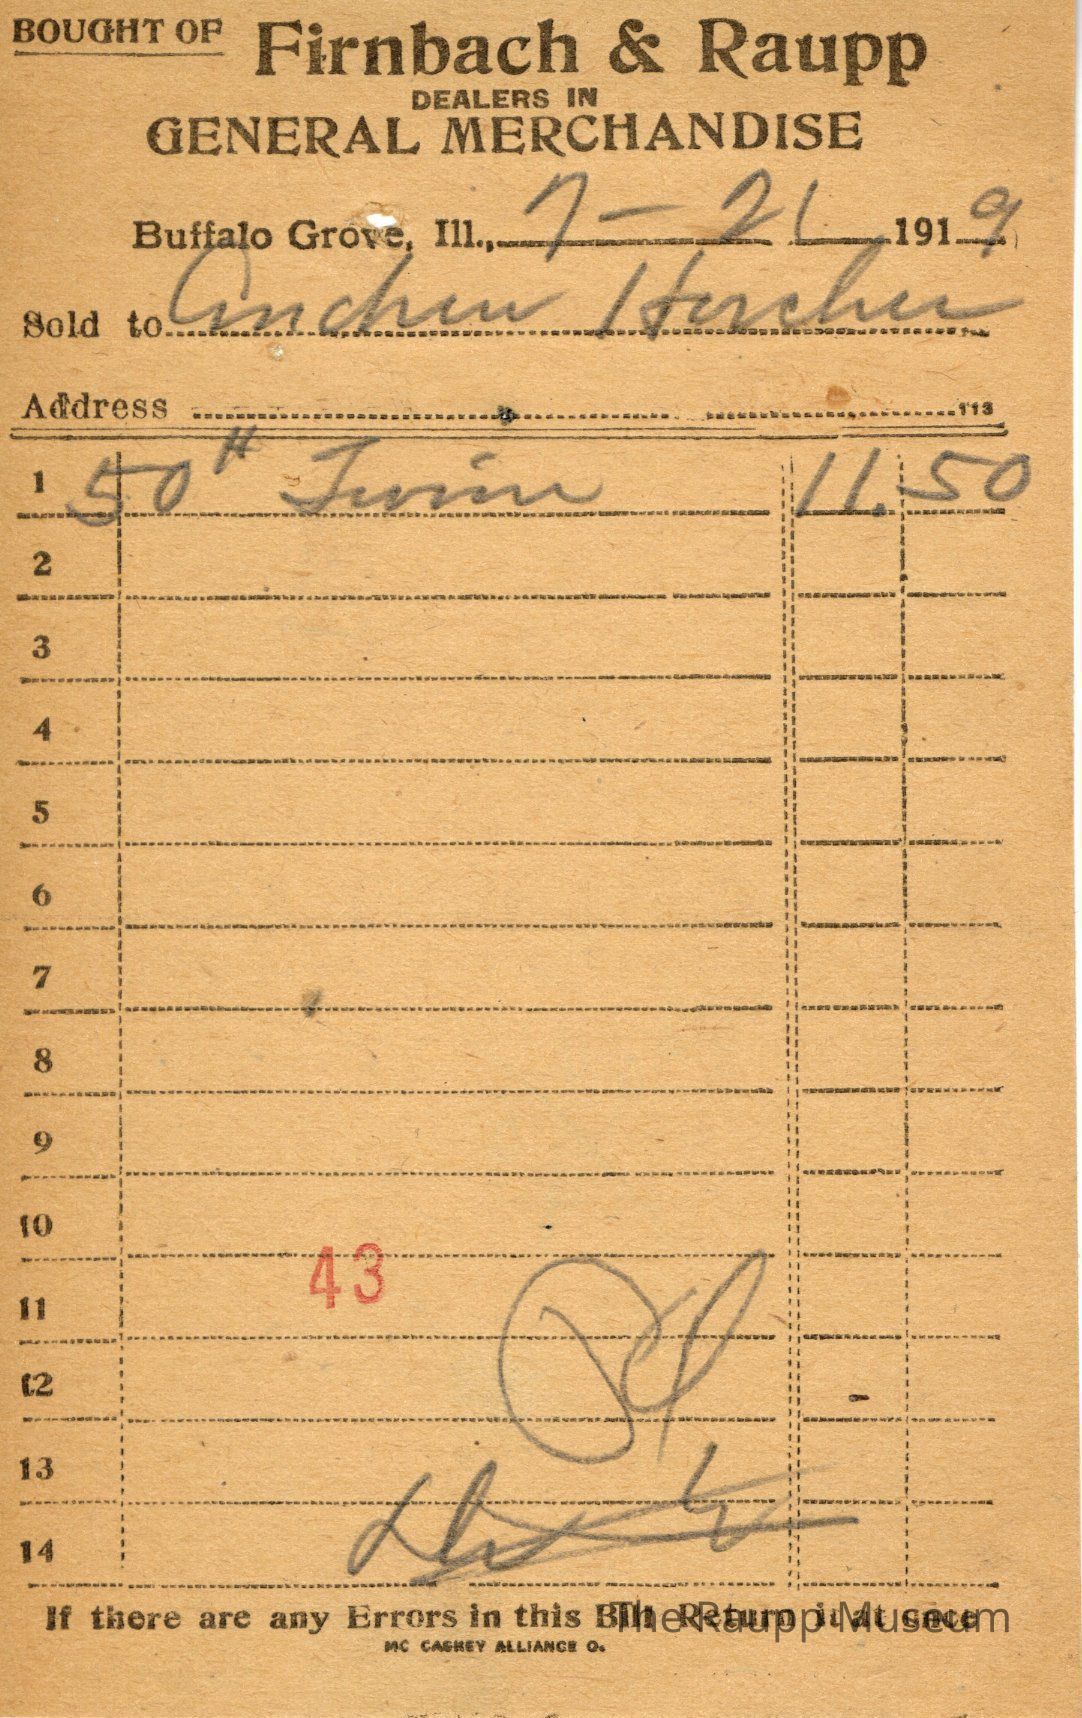 BOUGHT OF Firnbach & Raupp
DEALERS IN
GENERAL MERCHANDISE
Buffalo Grove, Ill., 7 - 21 1919
Sold to Andrew Horcher
Address 113
1 50 # Twine 11.50
2
3
4
5
6
7
8
9
10
43
11
12
13
14
If there are any Errors in this Bill Return it at once
The Raupp Museum
MC CASKEY ALLIANCE O.